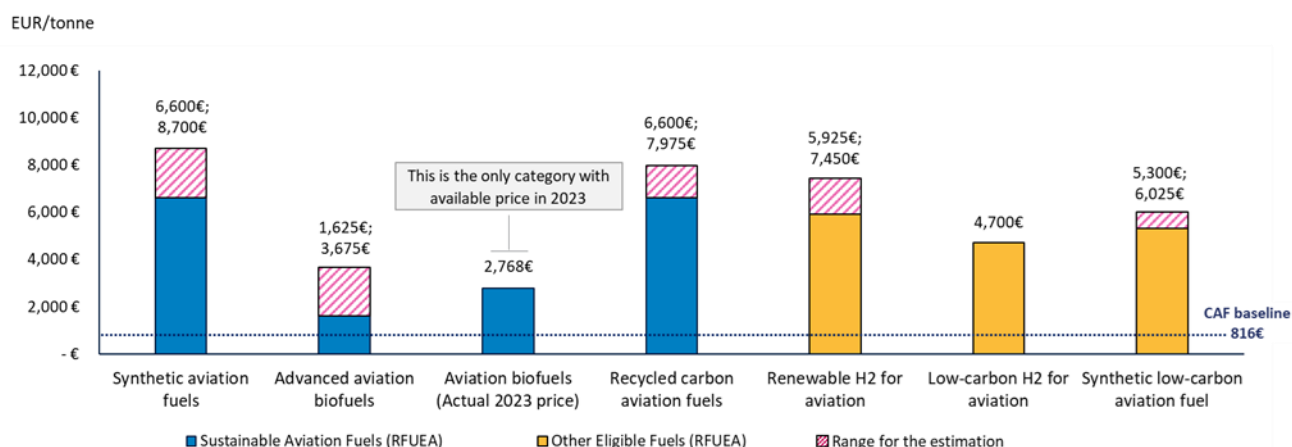 EUR/tonne
12,000 €
10,000 €
8,000 €
6,000 €
4,000 €
2,000 €
- €
6,600€;
8,700€
1,625€;
3,675€
This is the only category with
available price in 2023
2,768€
6,600€;
7,975€
5,925€;
7,450€
4,700€
5,300€;
6,025€
CAF baseline
816€
Synthetic aviation
fuels
Advanced aviation
biofuels
Aviation biofuels
(Actual 2023 price)
Recycled carbon
aviation fuels
Renewable H2 for
aviation
Low-carbon H2 for
aviation
Synthetic low-carbon
aviation fuel
Sustainable Aviation Fuels (RFUEA)
Other Eligible Fuels (RFUEA)
Range for the estimation